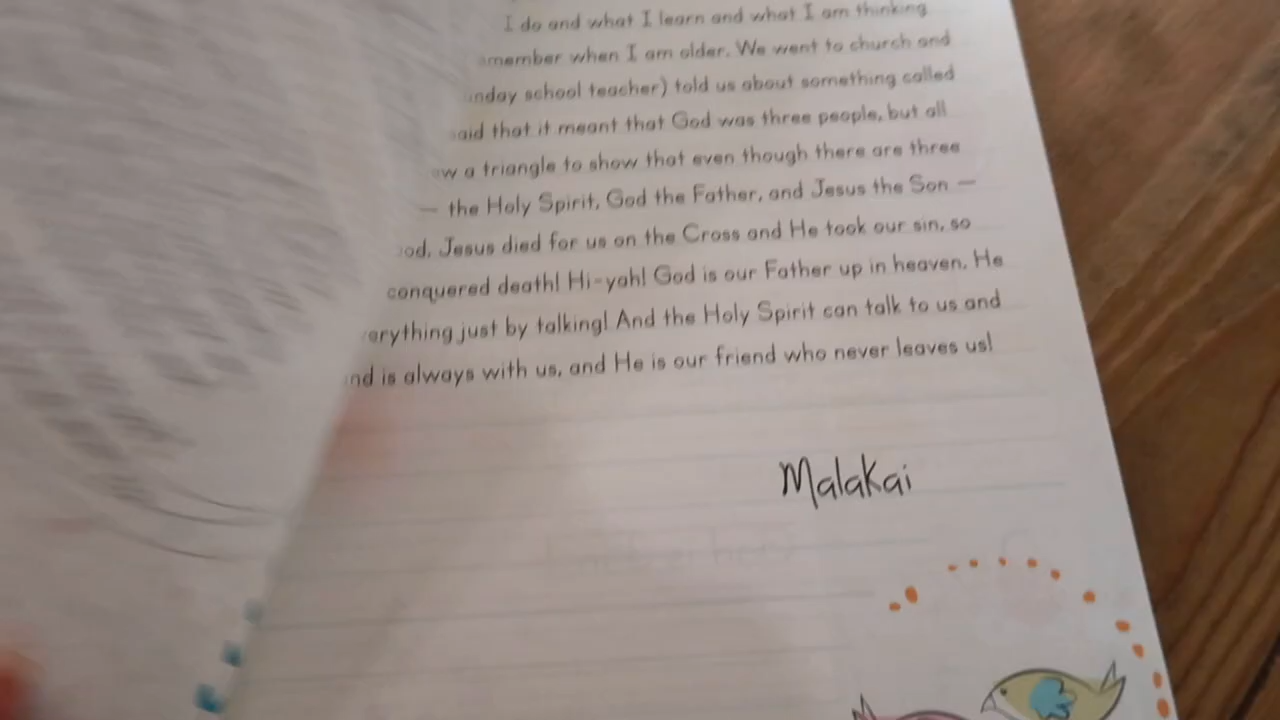 I do and what I learn and what I am thinking
member when I am older. We went to church and
nday school teacher) told us about something called
aid that it meant that God was three people, but all
w a triangle to show that even though there are three
— the Holy Spirit, God the Father, and Jesus the Son —
od, Jesus died for us on the Cross and He took our sin, so
conquered death! Hi-yah! God is our Father up in heaven. He
erything just by talking! And the Holy Spirit can talk to us and
nd is always with us, and He is our friend who never leaves us!
Malakai